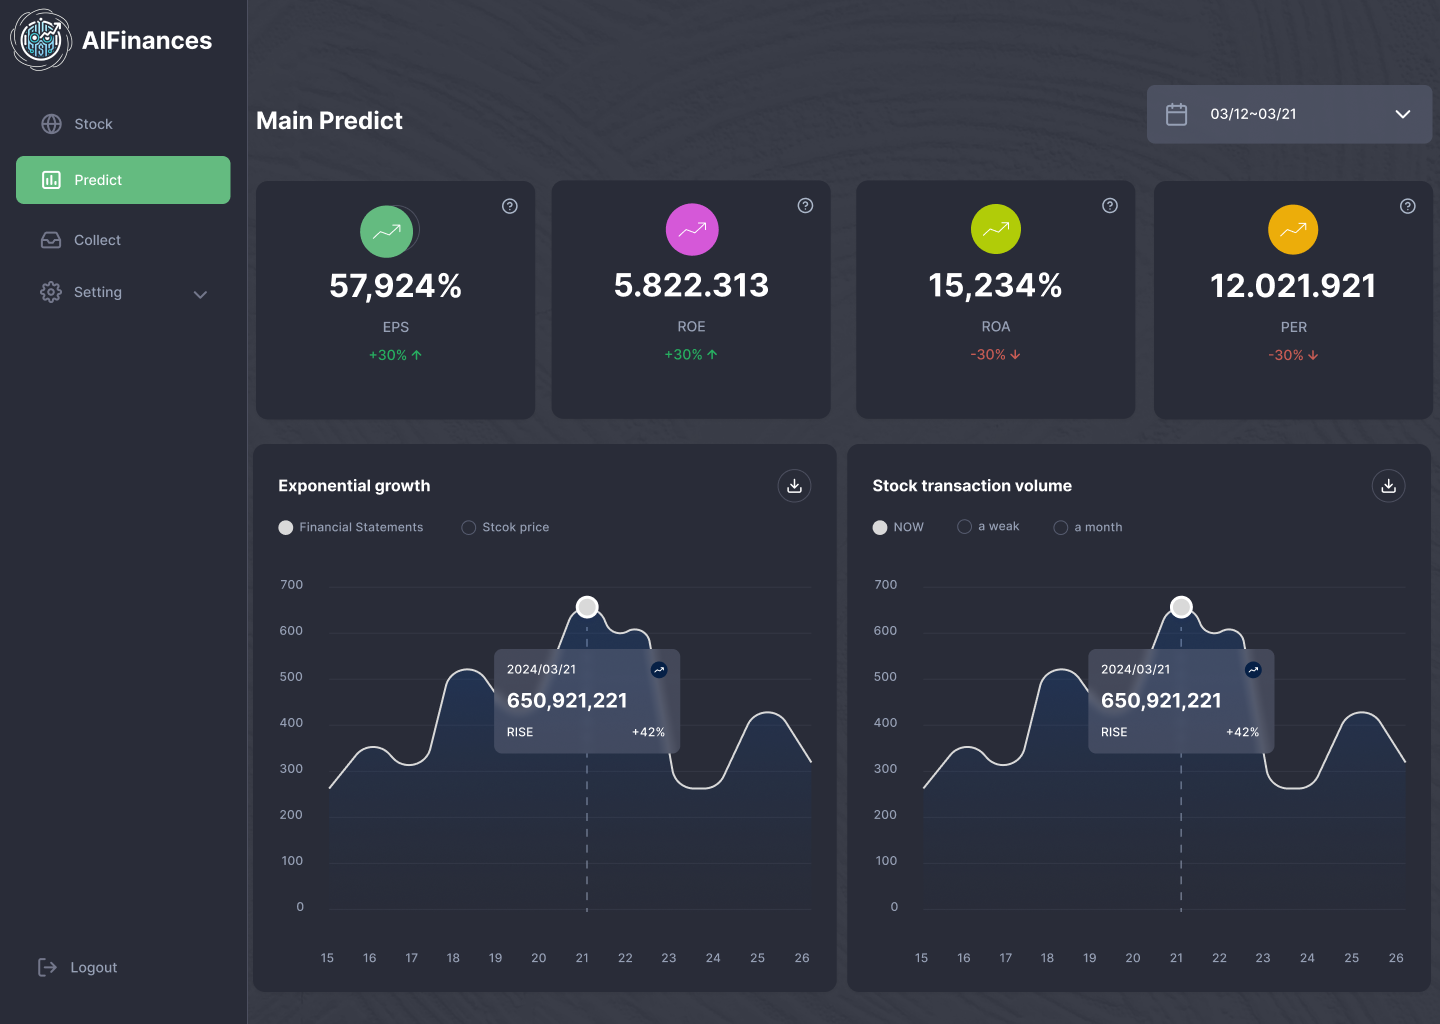 AIFinances
Stock
Predict
Collect
Setting
Logout
Main Predict
03/12~03/21
57,924%
EPS
+30%
5.822.313
ROE
+30%
15,234%
ROA
-30%
12.021.921
PER
-30%
Exponential growth
Financial Statements
Stcok price
700
600
500
400
300
200
100
0
2024/03/21
650,921,221
RISE +42%
15 16 17 18 19 20 21 22 23 24 25 26
Stock transaction volume
NOW
a weak
a month
700
600
500
400
300
200
100
0
2024/03/21
650,921,221
RISE +42%
15 16 17 18 19 20 21 22 23 24 25 26